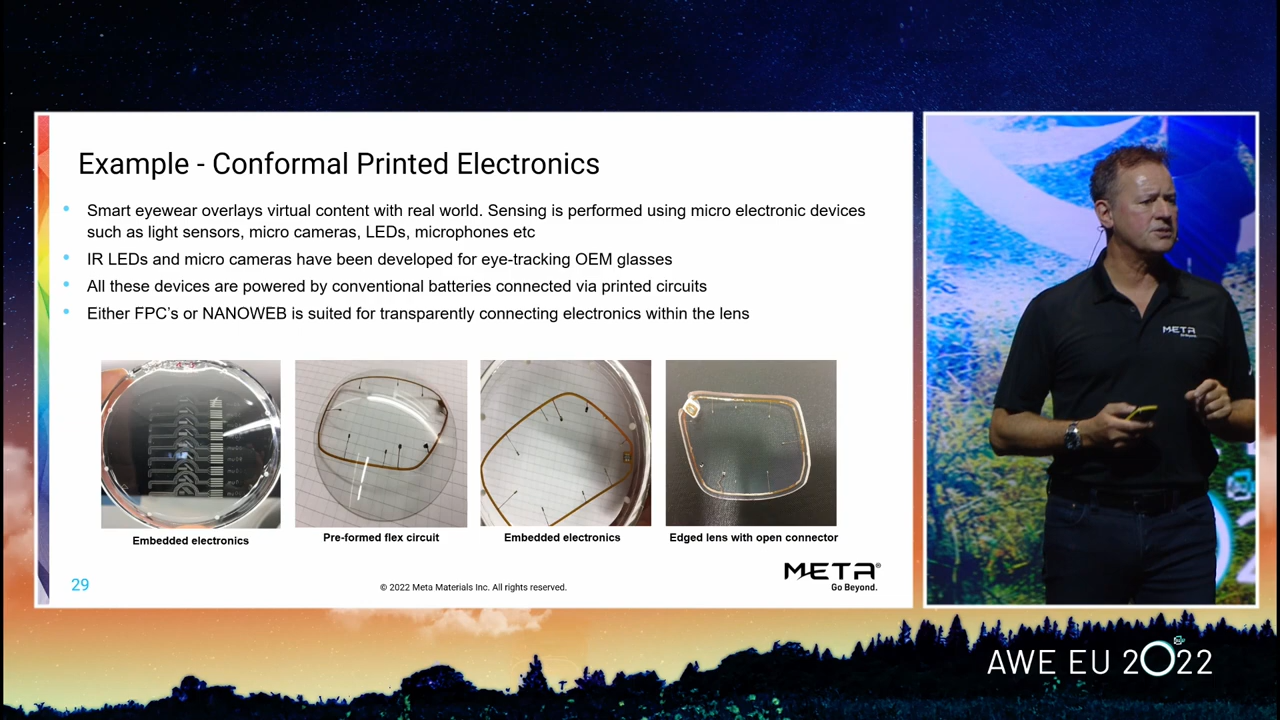 Example - Conformal Printed Electronics
Smart eyewear overlays virtual content with real world. Sensing is performed using micro electronic devices
such as light sensors, micro cameras, LEDs, microphones etc
IR LEDs and micro cameras have been developed for eye-tracking OEM glasses
All these devices are powered by conventional batteries connected via printed circuits
Either FPC's or NANOWEB is suited for transparently connecting electronics within the lens
Embedded electronics
Pre-formed flex circuit
Embedded electronics
Edged lens with open connector
META®
Go Beyond.
29
© 2022 Meta Materials Inc. All rights reserved.
META
AWE EU 2022